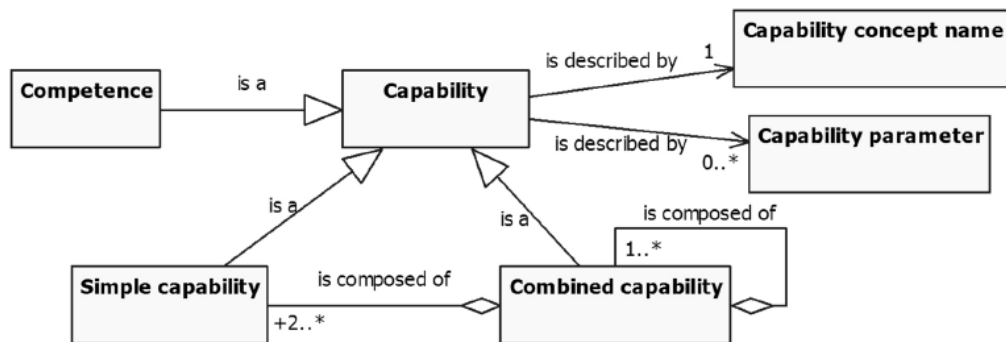 Capability concept name
1
is described by
Competence
is a
Capability
is described by
0..*
Capability parameter
is a
is a
is composed of
1..*
Simple capability
is composed of
+2..*
Combined capability